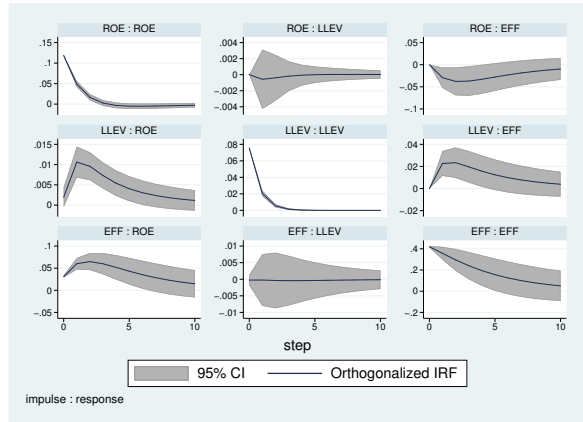 ROE : ROE
ROE : LLEV
ROE : EFF
.15
.1
.05
0
.004
.002
0
-.002
-.004
.05
0
-.05
-.1
LLEV : ROE
LLEV : LLEV
LLEV : EFF
.015
.01
.005
0
.08
.06
.04
.02
0
.04
.02
0
-.02
EFF : ROE
EFF : LLEV
EFF : EFF
.1
.05
0
-.05
.01
.005
0
-.005
-.01
.4
.2
0
-.2
0 5 10
0 5 10
0 5 10
step
95% CI
Orthogonalized IRF
impulse : response